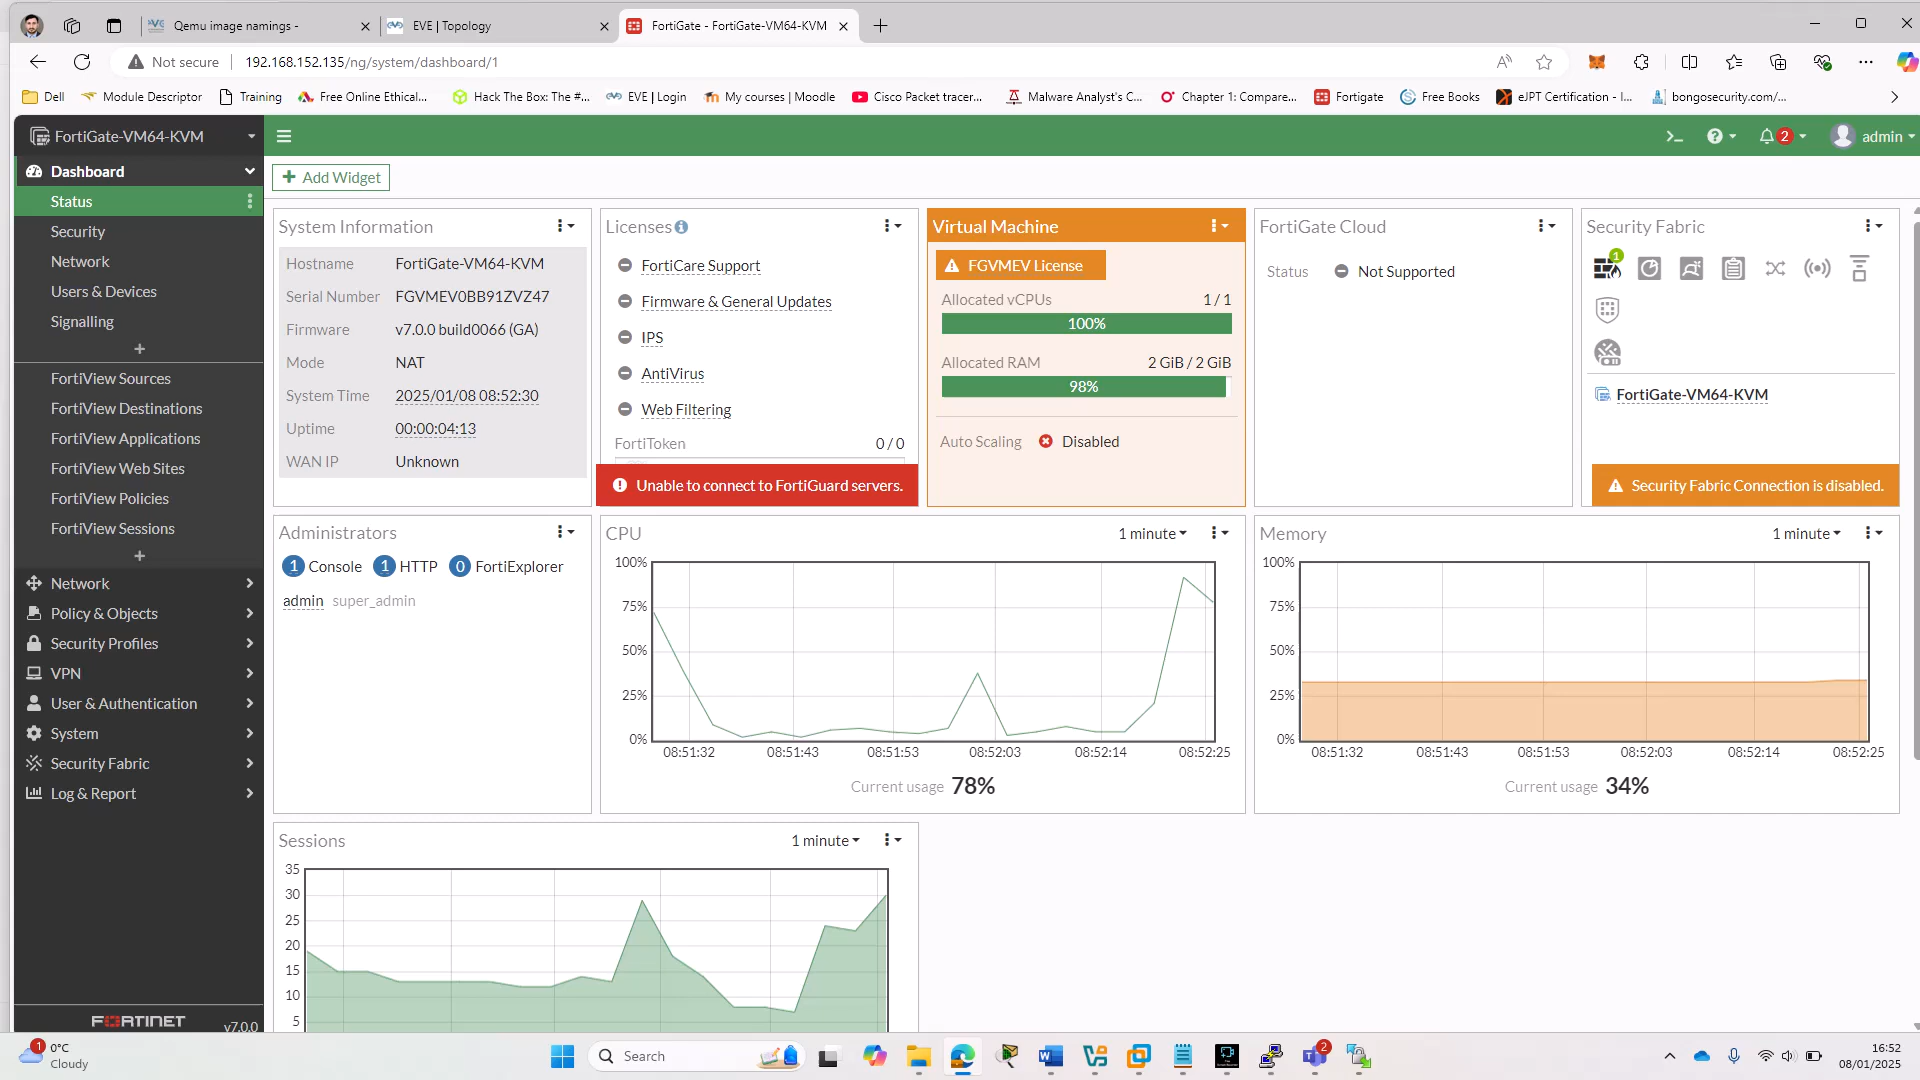 Qemu image namings -
EVE | Topology
FortiGate - FortiGate-VM64-KVM
Not secure
192.168.152.135/ng/system/dashboard/1
Dell
Module Descriptor
Training
Free Online Ethical...
Hack The Box: The #...
EVE | Login
My courses | Moodle
Cisco Packet tracer...
Malware Analyst's C...
Chapter 1: Compare...
Fortigate
Free Books
eJPT Certification - I...
bongosecurity.com/...
FortiGate-VM64-KVM
2
admin
Dashboard
Status
Security
Network
Users & Devices
Signalling
+
FortiView Sources
FortiView Destinations
FortiView Applications
FortiView Web Sites
FortiView Policies
FortiView Sessions
+
Network
Policy & Objects
Security Profiles
VPN
User & Authentication
System
Security Fabric
Log & Report
FORTINET
v7.0.0
+ Add Widget
System Information
Hostname FortiGate-VM64-KVM
Serial Number FGVMEV0BB91ZVZ47
Firmware v7.0.0 build0066 (GA)
Mode NAT
System Time 2025/01/08 08:52:30
Uptime 00:00:04:13
WAN IP Unknown
Licenses
FortiCare Support
Firmware & General Updates
IPS
AntiVirus
Web Filtering
FortiToken 0 / 0
Unable to connect to FortiGuard servers.
Virtual Machine
FGVMEV License
Allocated vCPUs 1 / 1
100%
Allocated RAM 2 GiB / 2 GiB
98%
Auto Scaling Disabled
FortiGate Cloud
Status Not Supported
Security Fabric
1
FortiGate-VM64-KVM
Security Fabric Connection is disabled.
Administrators
1 Console 1 HTTP 0 FortiExplorer
admin super_admin
CPU
1 minute
100%
75%
50%
25%
0%
08:51:32 08:51:43 08:51:53 08:52:03 08:52:14 08:52:25
Current usage 78%
Memory
1 minute
100%
75%
50%
25%
0%
08:51:32 08:51:43 08:51:53 08:52:03 08:52:14 08:52:25
Current usage 34%
Sessions
1 minute
35
30
25
20
15
10
5
1
0°C
Cloudy
Search
2
16:52
08/01/2025